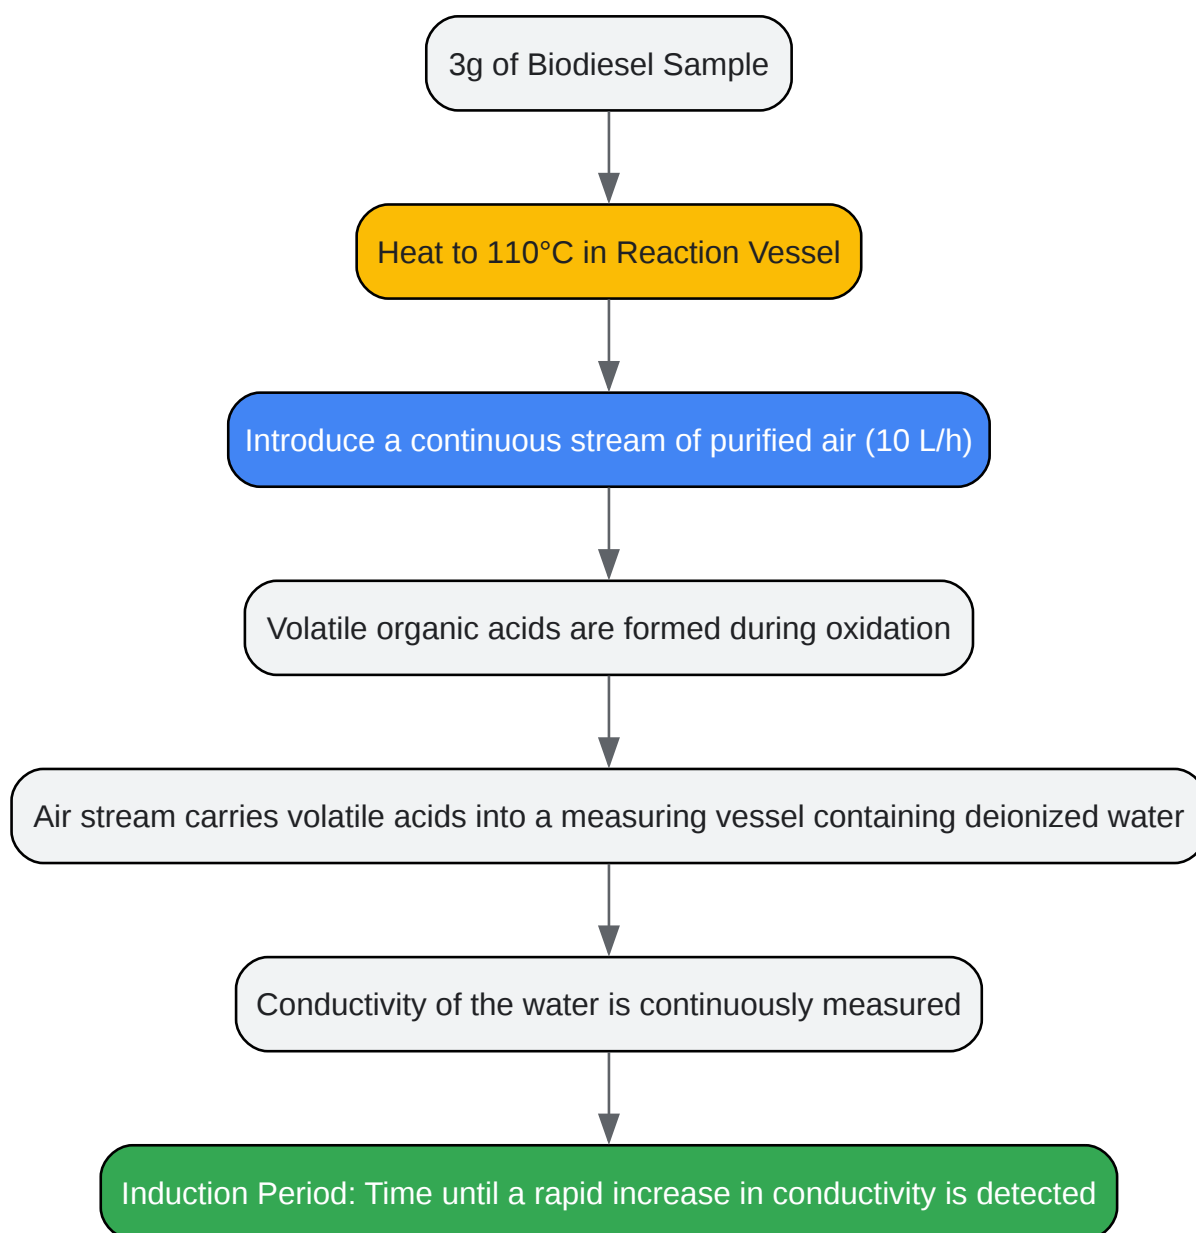 3g of Biodiesel Sample
Heat to 110°C in Reaction Vessel
Introduce a continuous stream of purified air (10 L/h)
Volatile organic acids are formed during oxidation
Air stream carries volatile acids into a measuring vessel containing deionized water
Conductivity of the water is continuously measured
Induction Period: Time until a rapid increase in conductivity is detected